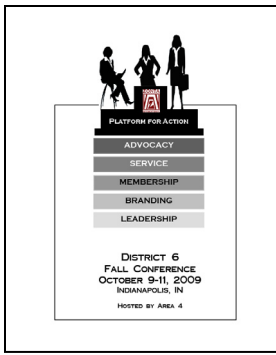 PLATFORM FOR ACTION
ADVOCACY
SERVICE
MEMBERSHIP
BRANDING
LEADERSHIP
DISTRICT 6
FALL CONFERENCE
OCTOBER 9-11, 2009
INDIANAPOLIS, IN
HOSTED BY AREA 4